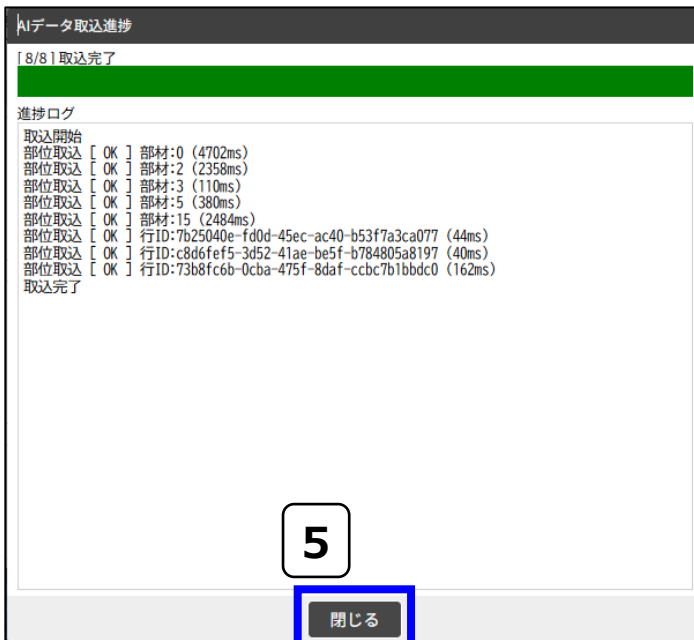 AIデータ取込進捗
[ 8/8 ] 取込完了
進捗ログ
取込開始
部位取込 [ OK ] 部材:0 (4702ms)
部位取込 [ OK ] 部材:2 (2358ms)
部位取込 [ OK ] 部材:3 (110ms)
部位取込 [ OK ] 部材:5 (380ms)
部位取込 [ OK ] 部材:15 (2484ms)
部位取込 [ OK ] 行ID:7b25040e-fd0d-45ec-ac40-b53f7a3ca077 (44ms)
部位取込 [ OK ] 行ID:c8d6fef5-3d52-41ae-be5f-b784805a8197 (40ms)
部位取込 [ OK ] 行ID:73b8fc6b-0cba-475f-8daf-ccbc7b1bbdc0 (162ms)
取込完了
5
閉じる